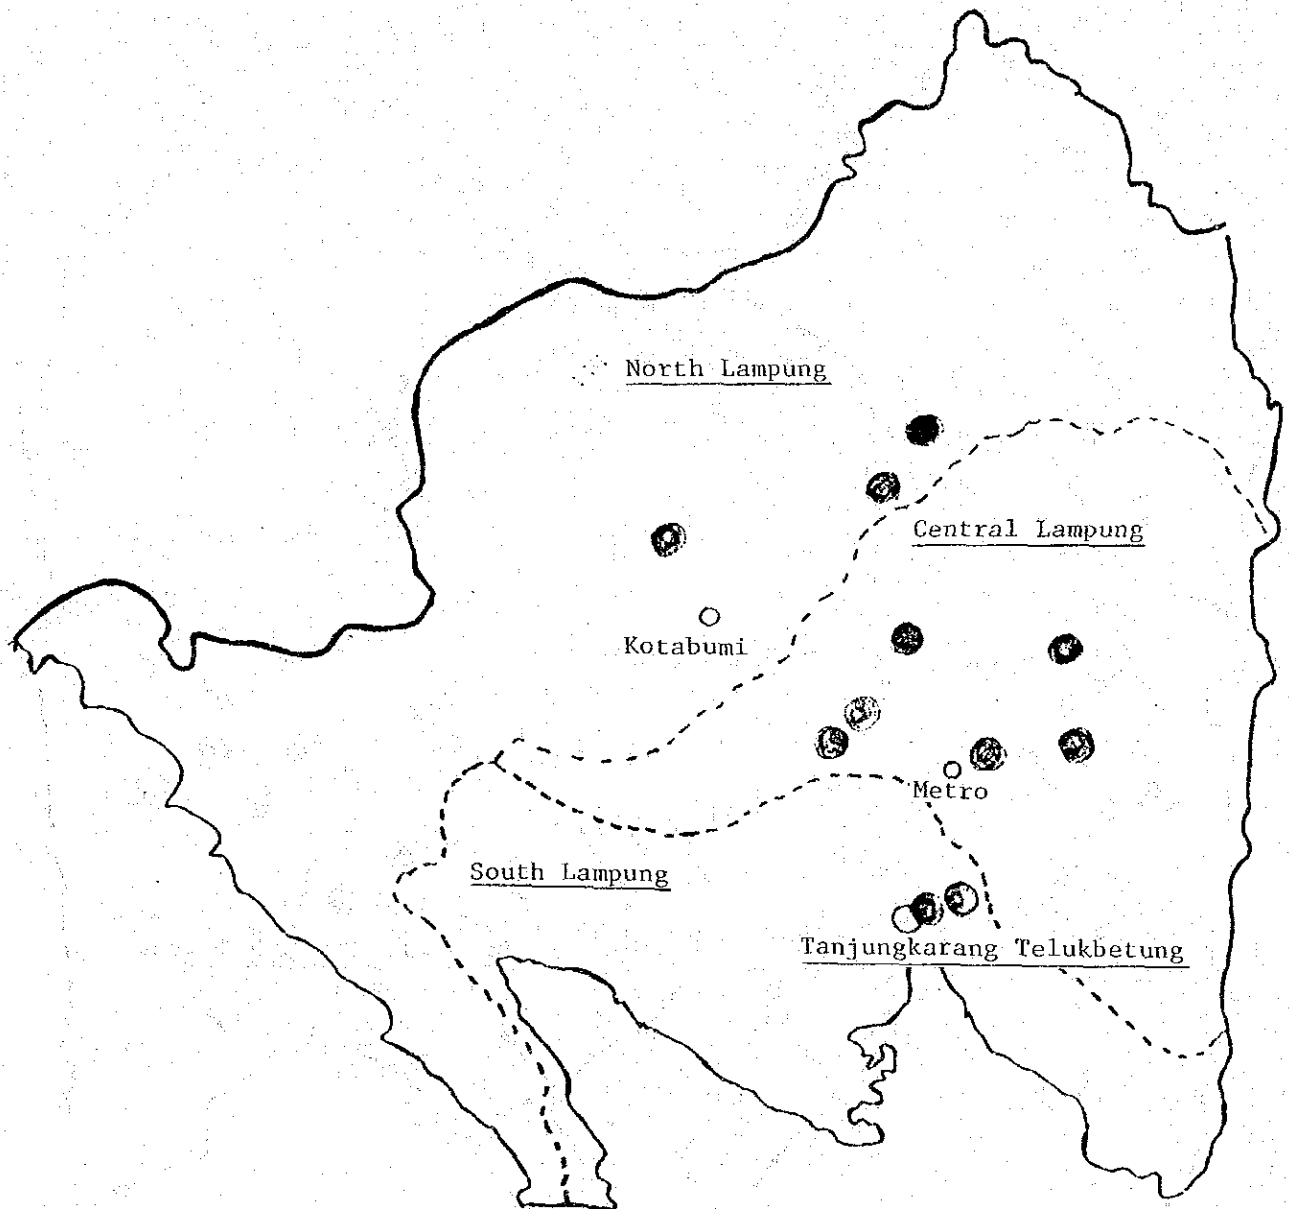 North Lampung
Central Lampung
Kotabumi
Metro
South Lampung
Tanjungkarang Telukbetung